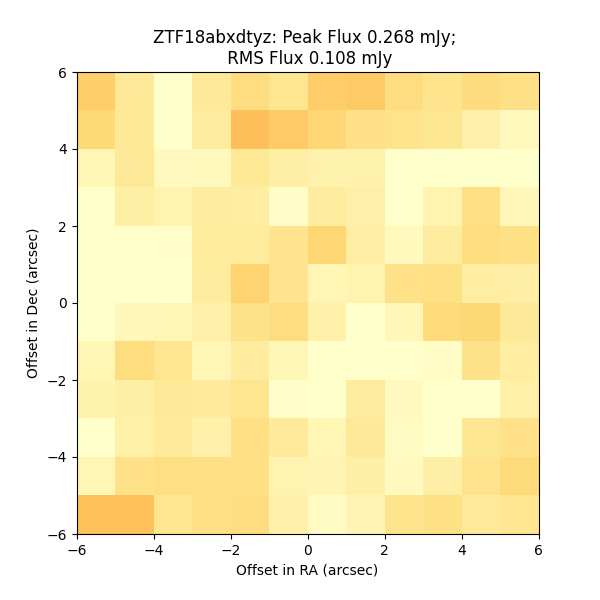 ZTF18abxdtyz: Peak Flux 0.268 mJy;
RMS Flux 0.108 mJy
6
4
2
0
−2
−4
−6
Offset in Dec (arcsec)
−6 −4 −2 0 2 4 6
Offset in RA (arcsec)